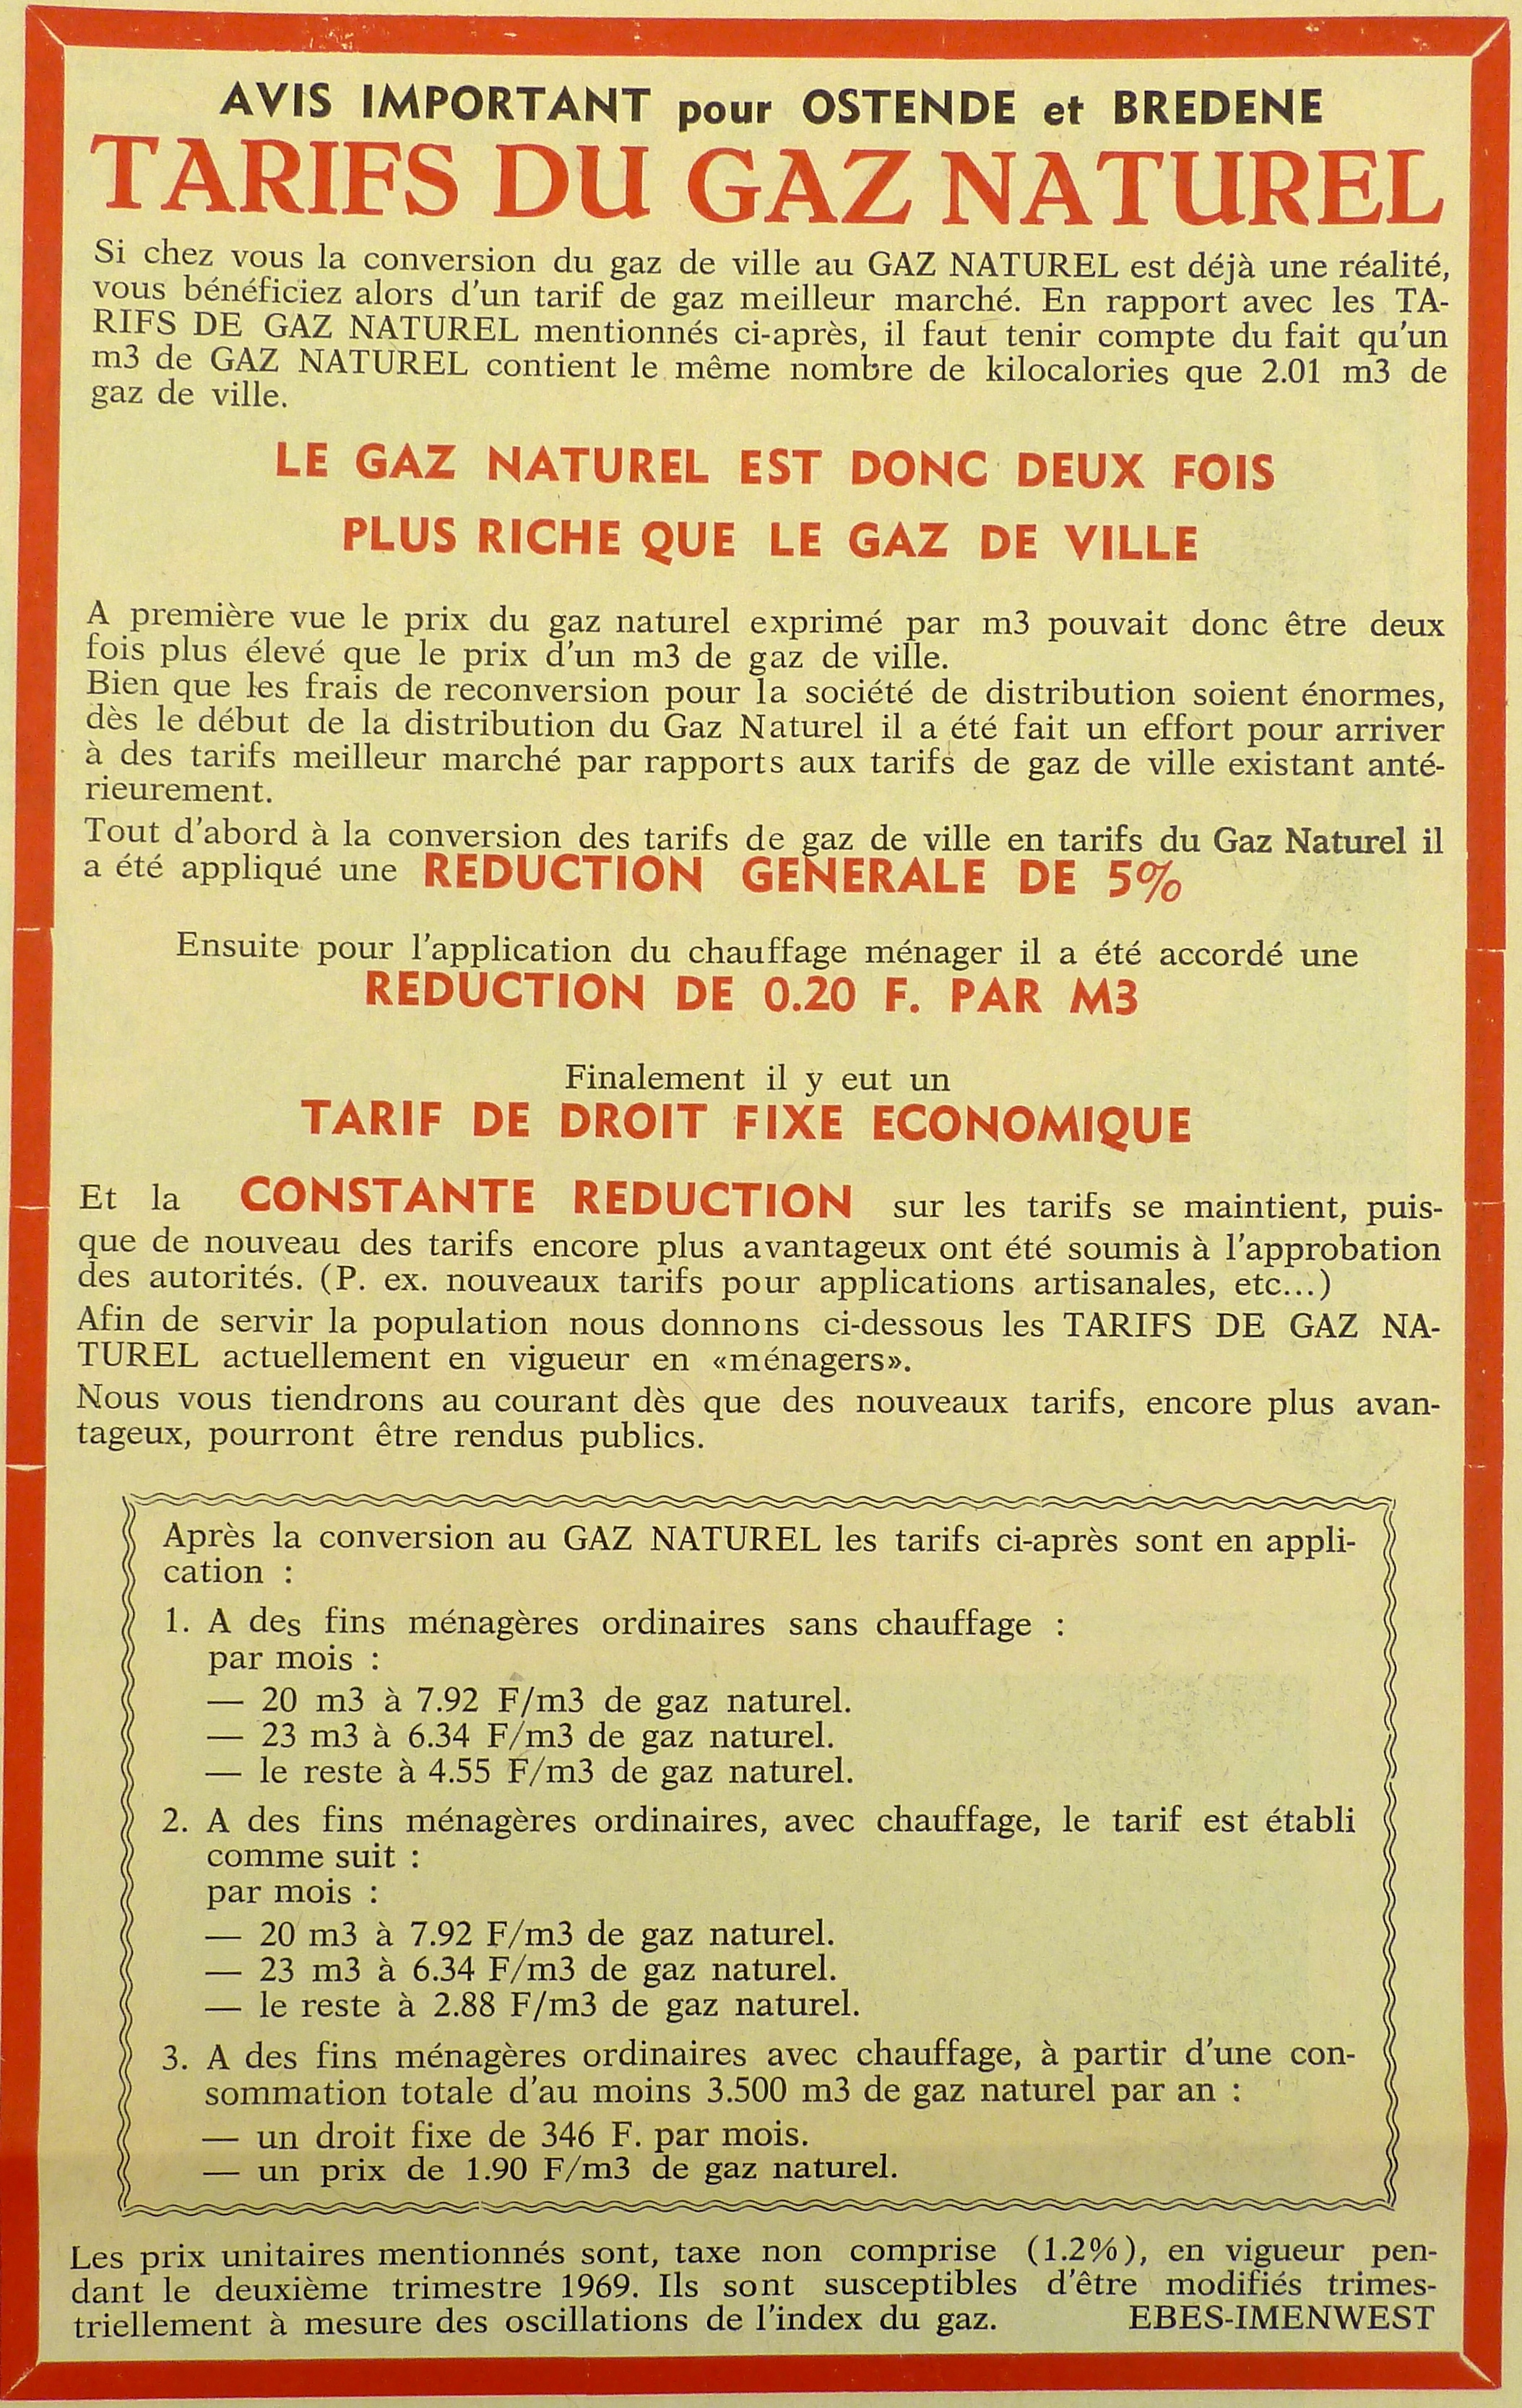 AVIS IMPORTANT pour OSTENDE et BREDENE
TARIFS DU GAZ NATUREL
Si chez vous la conversion du gaz de ville au GAZ NATUREL est déjà une réalité,
vous bénéficiez alors d'un tarif de gaz meilleur marché. En rapport avec les TA-
RIFS DE GAZ NATUREL mentionnés ci-après, il faut tenir compte du fait qu'un
m3 de GAZ NATUREL contient le même nombre de kilocalories que 2.01 m3 de
gaz de ville.
LE GAZ NATUREL EST DONC DEUX FOIS
PLUS RICHE QUE LE GAZ DE VILLE
A première vue le prix du gaz naturel exprimé par m3 pouvait donc être deux
fois plus élevé que le prix d'un m3 de gaz de ville.
Bien que les frais de reconversion pour la société de distribution soient énormes,
dès le début de la distribution du Gaz Naturel il a été fait un effort pour arriver
à des tarifs meilleur marché par rapports aux tarifs de gaz de ville existant anté-
rieurement.
Tout d'abord à la conversion des tarifs de gaz de ville en tarifs du Gaz Naturel il
a été appliqué une REDUCTION GENERALE DE 5%
Ensuite pour l'application du chauffage ménager il a été accordé une
REDUCTION DE 0.20 F. PAR M3
Finalement il y eut un
TARIF DE DROIT FIXE ECONOMIQUE
Et la CONSTANTE REDUCTION sur les tarifs se maintient, puis-
que de nouveau des tarifs encore plus avantageux ont été soumis à l'approbation
des autorités. (P. ex. nouveaux tarifs pour applications artisanales, etc...)
Afin de servir la population nous donnons ci-dessous les TARIFS DE GAZ NA-
TUREL actuellement en vigueur en «ménagers».
Nous vous tiendrons au courant dès que des nouveaux tarifs, encore plus avan-
tageux, pourront être rendus publics.
Après la conversion au GAZ NATUREL les tarifs ci-après sont en appli-
cation :
1. A des fins ménagères ordinaires sans chauffage :
par mois :
— 20 m3 à 7.92 F/m3 de gaz naturel.
— 23 m3 à 6.34 F/m3 de gaz naturel.
— le reste à 4.55 F/m3 de gaz naturel.
2. A des fins ménagères ordinaires, avec chauffage, le tarif est établi
comme suit :
par mois :
— 20 m3 à 7.92 F/m3 de gaz naturel.
— 23 m3 à 6.34 F/m3 de gaz naturel.
— le reste à 2.88 F/m3 de gaz naturel.
3. A des fins ménagères ordinaires avec chauffage, à partir d'une con-
sommation totale d'au moins 3.500 m3 de gaz naturel par an :
— un droit fixe de 346 F. par mois.
— un prix de 1.90 F/m3 de gaz naturel.
Les prix unitaires mentionnés sont, taxe non comprise (1.2%), en vigueur pen-
dant le deuxième trimestre 1969. Ils sont susceptibles d'être modifiés trimes-
triellement à mesure des oscillations de l'index du gaz. EBES-IMENWEST